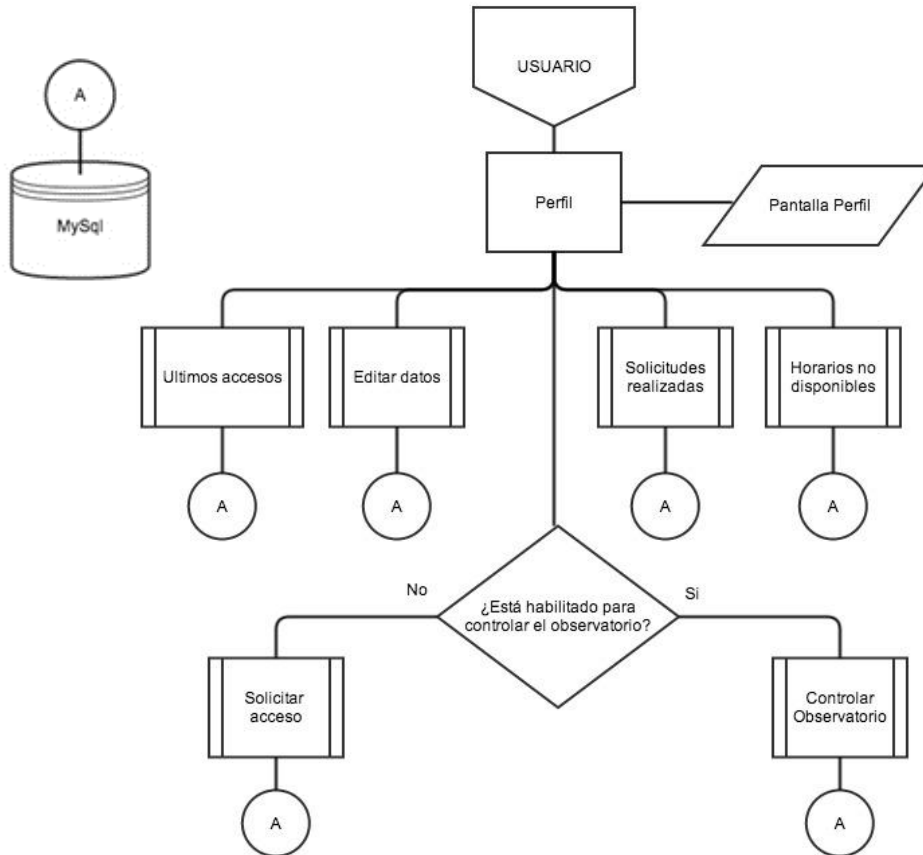 USUARIO
A
MySql
Perfil
Pantalla Perfil
Ultimos accesos
Editar datos
Solicitudes
realizadas
Horarios no
disponibles
A
A
A
A
No
¿Está habilitado para
controlar el observatorio?
Si
Solicitar
acceso
Controlar
Observatorio
A
A